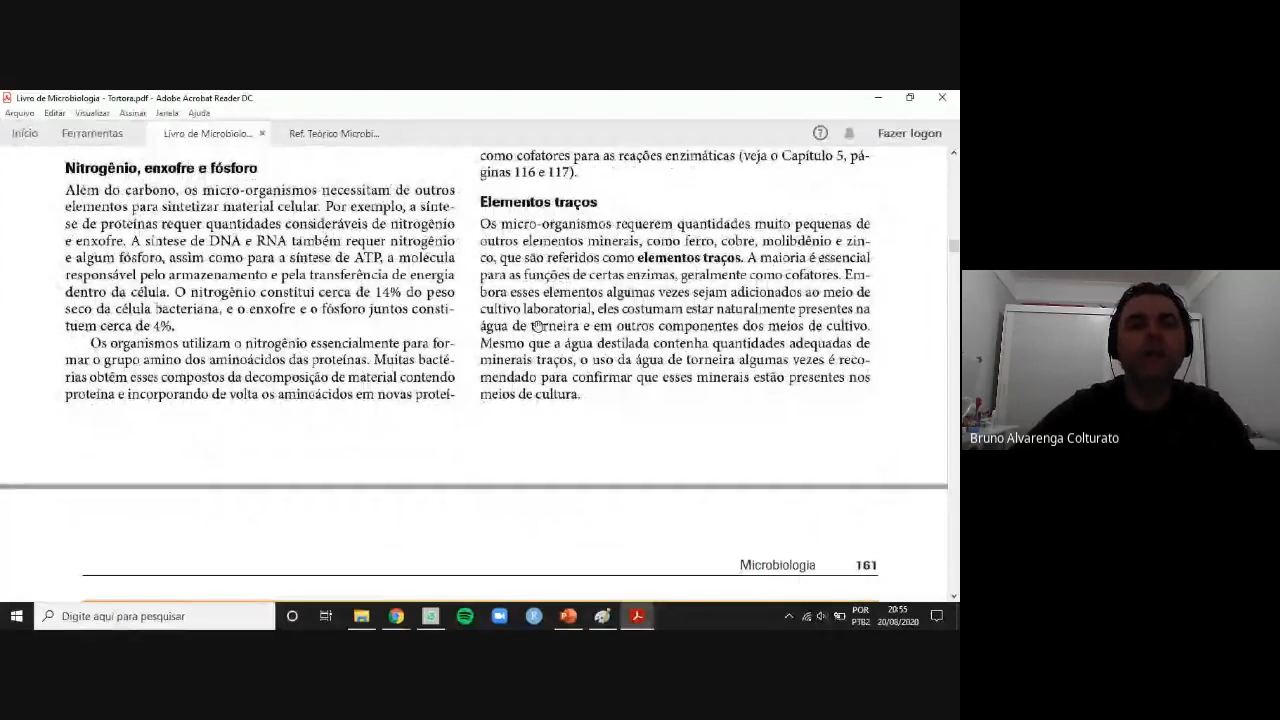 Livro de Microbiologia - Tortora.pdf - Adobe Acrobat Reader DC
Arquivo Editar Visualizar Assinar Janela Ajuda
Início Ferramentas Livro de Microbiolo... × Ref. Teórico Microbi... Fazer logon
Nitrogênio, enxofre e fósforo
Além do carbono, os micro-organismos necessitam de outros
elementos para sintetizar material celular. Por exemplo, a sínte-
se de proteínas requer quantidades consideráveis de nitrogênio
e enxofre. A síntese de DNA e RNA também requer nitrogênio
e algum fósforo, assim como para a síntese de ATP, a molécula
responsável pelo armazenamento e pela transferência de energia
dentro da célula. O nitrogênio constitui cerca de 14% do peso
seco da célula bacteriana, e o enxofre e o fósforo juntos consti-
tuem cerca de 4%.
Os organismos utilizam o nitrogênio essencialmente para for-
mar o grupo amino dos aminoácidos das proteínas. Muitas bacté-
rias obtêm esses compostos da decomposição de material contendo
proteína e incorporando de volta os aminoácidos em novas proteí-
como cofatores para as reações enzimáticas (veja o Capítulo 5, pá-
ginas 116 e 117).
Elementos traços
Os micro-organismos requerem quantidades muito pequenas de
outros elementos minerais, como ferro, cobre, molibdênio e zin-
co, que são referidos como elementos traços. A maioria é essencial
para as funções de certas enzimas, geralmente como cofatores. Em-
bora esses elementos algumas vezes sejam adicionados ao meio de
cultivo laboratorial, eles costumam estar naturalmente presentes na
água de torneira e em outros componentes dos meios de cultivo.
Mesmo que a água destilada contenha quantidades adequadas de
minerais traços, o uso da água de torneira algumas vezes é reco-
mendado para confirmar que esses minerais estão presentes nos
meios de cultura.
Microbiologia 161
Bruno Alvarenga Colturato
Digite aqui para pesquisar
POR
PTB2
20:55
20/08/2020